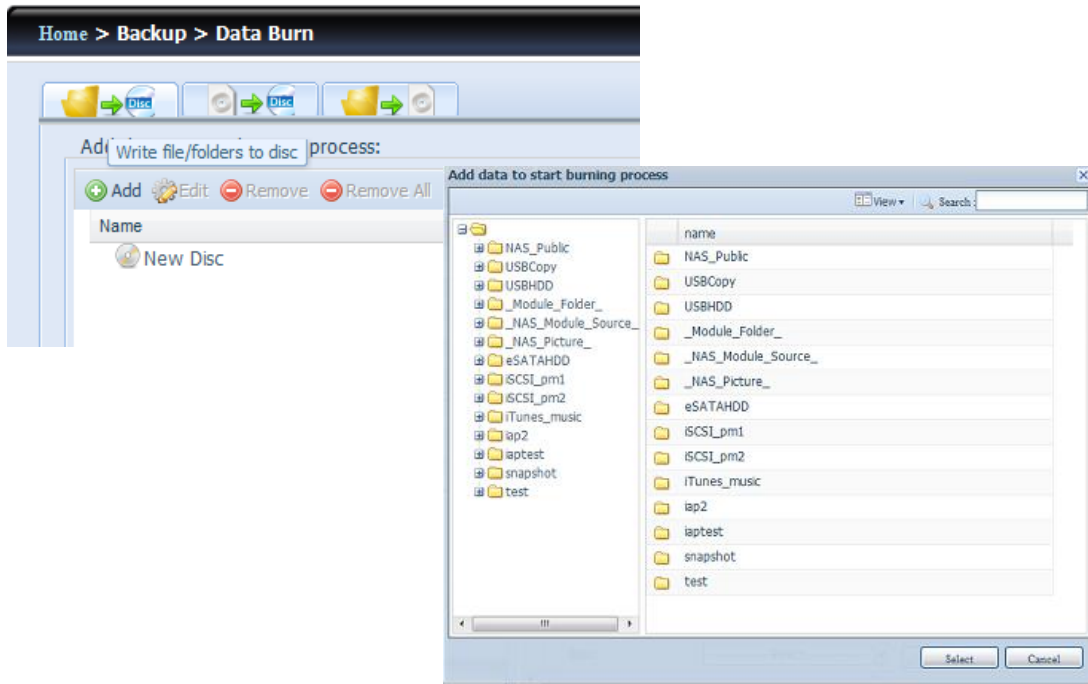 Home > Backup > Data Burn
Disc
Disc
Write file/folders to disc
process:
Add Edit Remove Remove All
Name
New Disc
Add data to start burning process
View Search :
NAS_Public
USBCopy
USBHDD
_Module_Folder_
_NAS_Module_Source_
_NAS_Picture_
eSATAHDD
iSCSI_pm1
iSCSI_pm2
iTunes_music
iap2
iaptest
snapshot
test
name
NAS_Public
USBCopy
USBHDD
_Module_Folder_
_NAS_Module_Source_
_NAS_Picture_
eSATAHDD
iSCSI_pm1
iSCSI_pm2
iTunes_music
iap2
iaptest
snapshot
test
Select Cancel